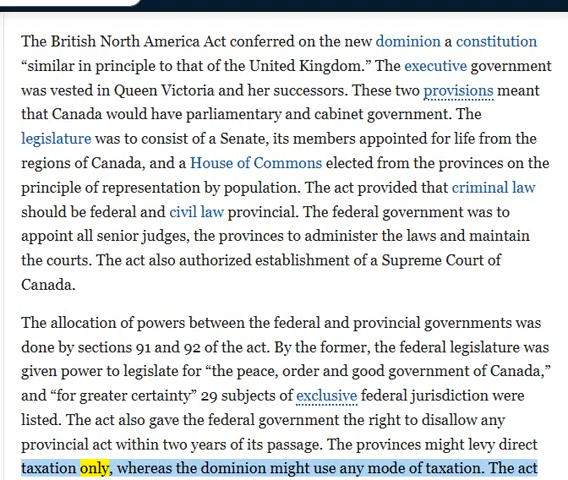 The British North America Act conferred on the new dominion a constitution
“similar in principle to that of the United Kingdom.” The executive government
was vested in Queen Victoria and her successors. These two provisions meant
that Canada would have parliamentary and cabinet government. The
legislature was to consist of a Senate, its members appointed for life from the
regions of Canada, and a House of Commons elected from the provinces on the
principle of representation by population. The act provided that criminal law
should be federal and civil law provincial. The federal government was to
appoint all senior judges, the provinces to administer the laws and maintain
the courts. The act also authorized establishment of a Supreme Court of
Canada.
The allocation of powers between the federal and provincial governments was
done by sections 91 and 92 of the act. By the former, the federal legislature was
given power to legislate for “the peace, order and good government of Canada,”
and “for greater certainty” 29 subjects of exclusive federal jurisdiction were
listed. The act also gave the federal government the right to disallow any
provincial act within two years of its passage. The provinces might levy direct
taxation only, whereas the dominion might use any mode of taxation. The act